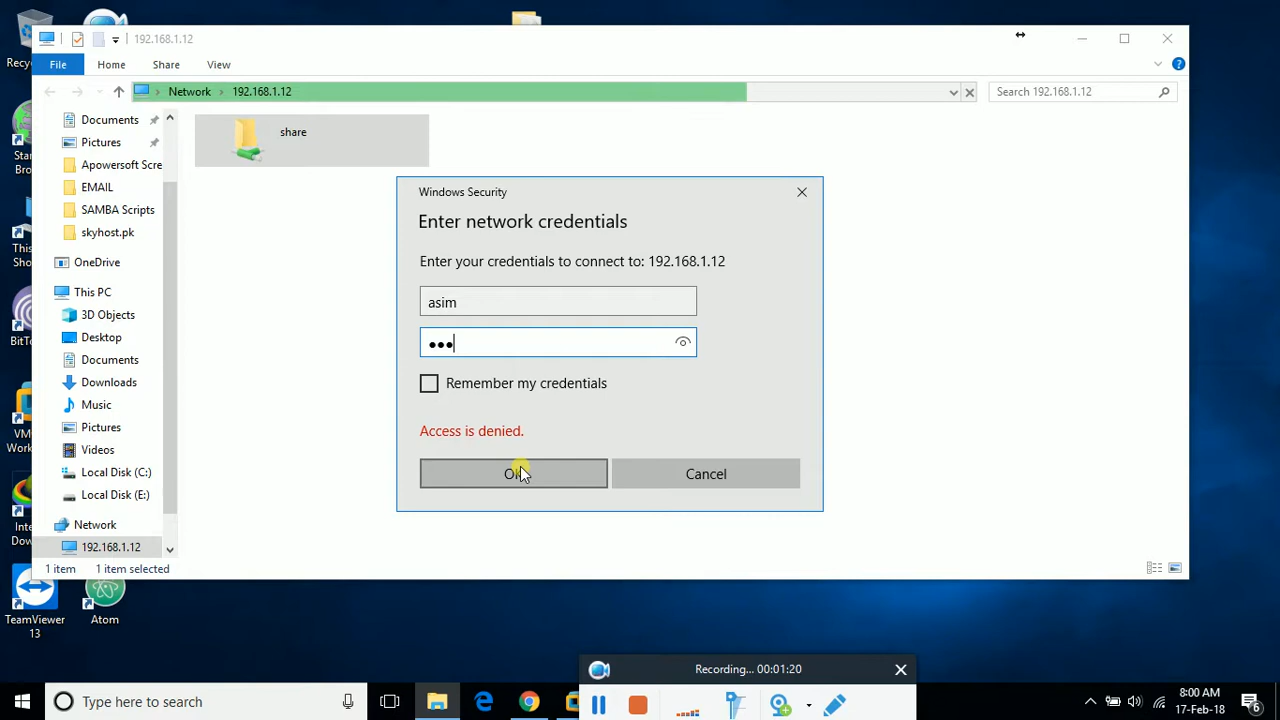 192.168.1.12
File Home Share View
Network > 192.168.1.12
Search 192.168.1.12
Documents
Pictures
Apowersoft Scre
EMAIL
SAMBA Scripts
skyhost.pk
OneDrive
This PC
3D Objects
Desktop
Documents
Downloads
Music
Pictures
Videos
Local Disk (C:)
Local Disk (E:)
Network
192.168.1.12
1 item 1 item selected
share
Windows Security
Enter network credentials
Enter your credentials to connect to: 192.168.1.12
asim
●●●
Remember my credentials
Access is denied.
Cancel
TeamViewer
13
Atom
Recording... 00:01:20
Type here to search
8:00 AM
17-Feb-18
6